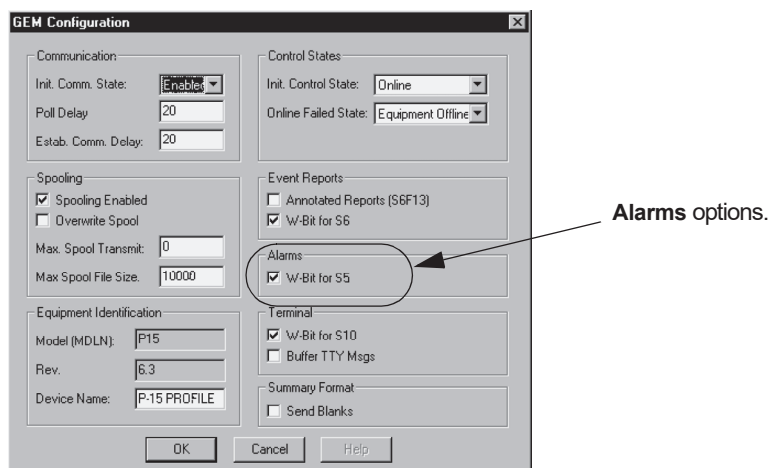 GEM Configuration
Communication
Init. Comm. State: Enabled
Poll Delay 20
Estab. Comm. Delay: 20
Control States
Init. Control State: Online
Online Failed State: Equipment Offline
Spooling
Spooling Enabled
Overwrite Spool
Max. Spool Transmit: 0
Max Spool File Size. 10000
Event Reports
Annotated Reports (S6F13)
W-Bit for S6
Alarms
W-Bit for S5
Alarms options.
Equipment Identification
Model (MDLN): P15
Rev. 6.3
Device Name: P-15 PROFILE
Terminal
W-Bit for S10
Buffer TTY Msgs
Summary Format
Send Blanks
OK Cancel Help